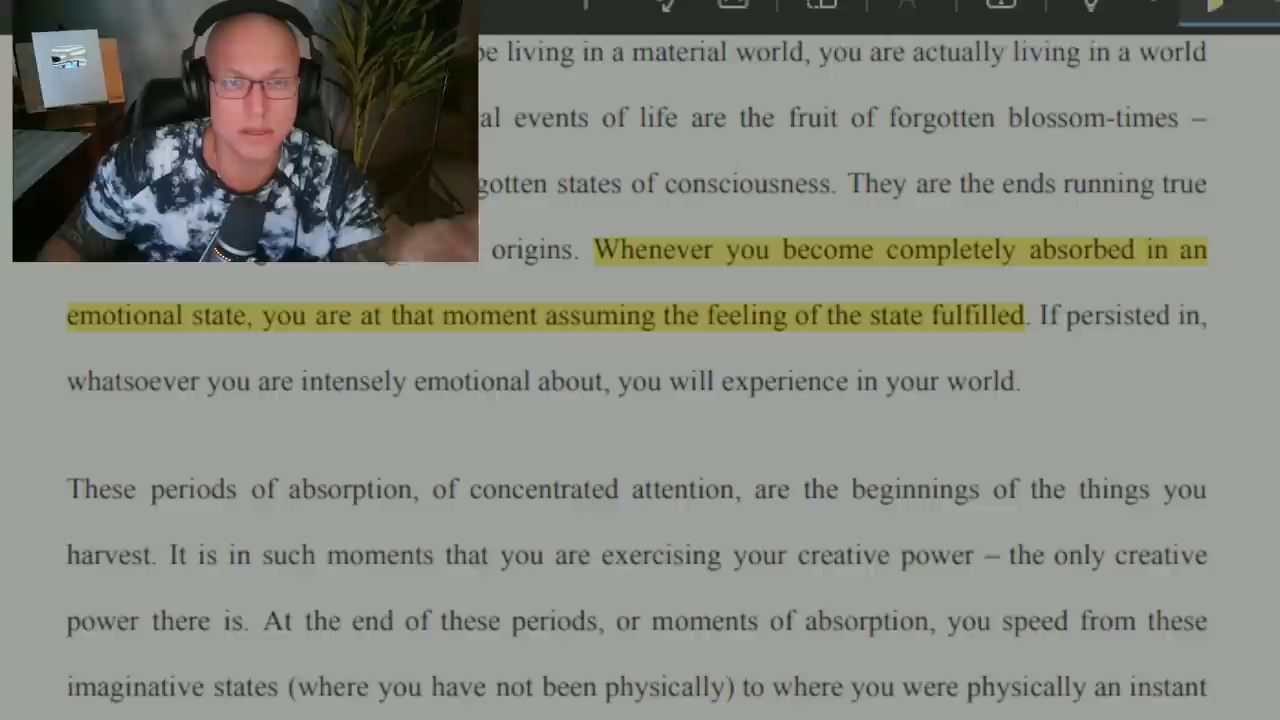 be living in a material world, you are actually living in a world
al events of life are the fruit of forgotten blossom-times –
gotten states of consciousness. They are the ends running true
origins. Whenever you become completely absorbed in an
emotional state, you are at that moment assuming the feeling of the state fulfilled. If persisted in,
whatsoever you are intensely emotional about, you will experience in your world.
These periods of absorption, of concentrated attention, are the beginnings of the things you
harvest. It is in such moments that you are exercising your creative power – the only creative
power there is. At the end of these periods, or moments of absorption, you speed from these
imaginative states (where you have not been physically) to where you were physically an instant